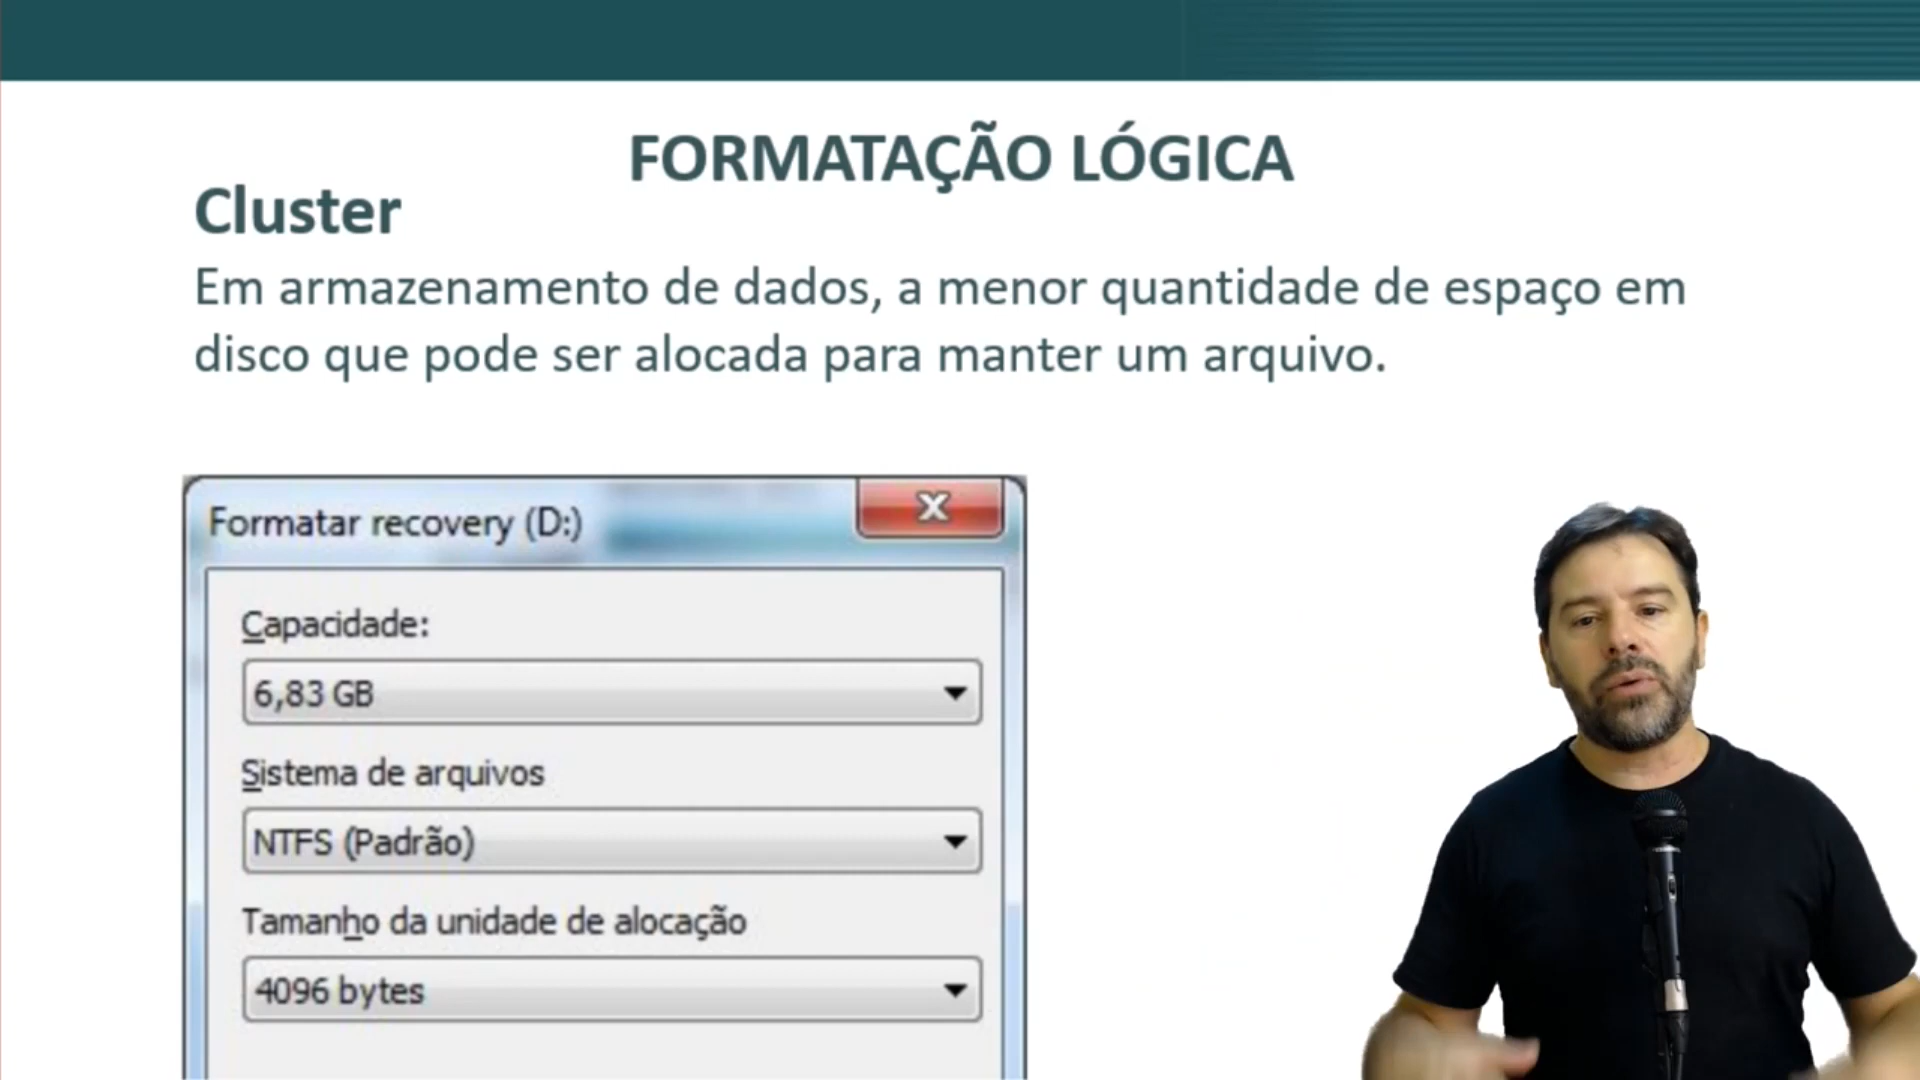 FORMATAÇÃO LÓGICA
Cluster
Em armazenamento de dados, a menor quantidade de espaço em
disco que pode ser alocada para manter um arquivo.
Formatar recovery (D:)
X
Capacidade:
6,83 GB
Sistema de arquivos
NTFS (Padrão)
Tamanho da unidade de alocação
4096 bytes